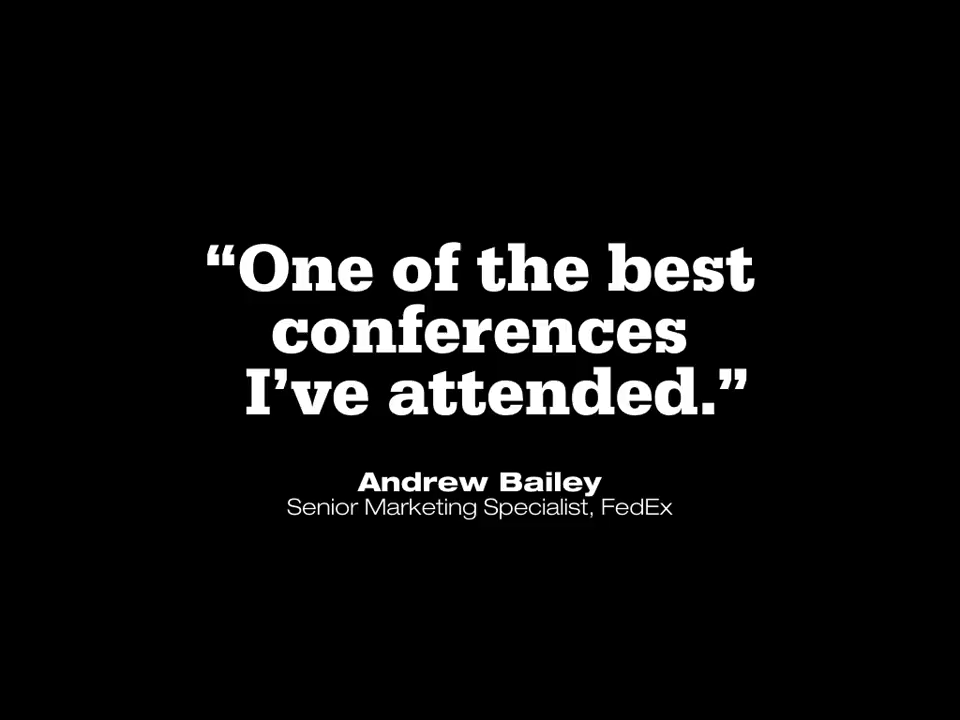 “One of the best
conferences
I’ve attended.”
Andrew Bailey
Senior Marketing Specialist, FedEx